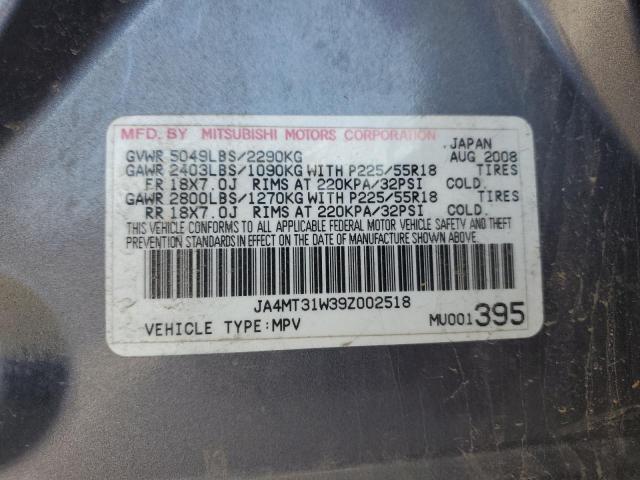 MFD. BY MITSUBISHI MOTORS CORPORATION
JAPAN
GVWR 5049LBS/2290KG AUG 2008
GAWR 2403LBS/1090KG WITH P225/55R18 TIRES
FR 18X7.0J RIMS AT 220KPA/32PSI COLD.
GAWR 2800LBS/1270KG WITH P225/55R18 TIRES
RR 18X7.0J RIMS AT 220KPA/32PSI COLD.
THIS VEHICLE CONFORMS TO ALL APPLICABLE FEDERAL MOTOR VEHICLE SAFETY AND THEFT
PREVENTION STANDARDS IN EFFECT ON THE DATE OF MANUFACTURE SHOWN ABOVE.
JA4MT31W39Z002518
VEHICLE TYPE:MPV MU001395